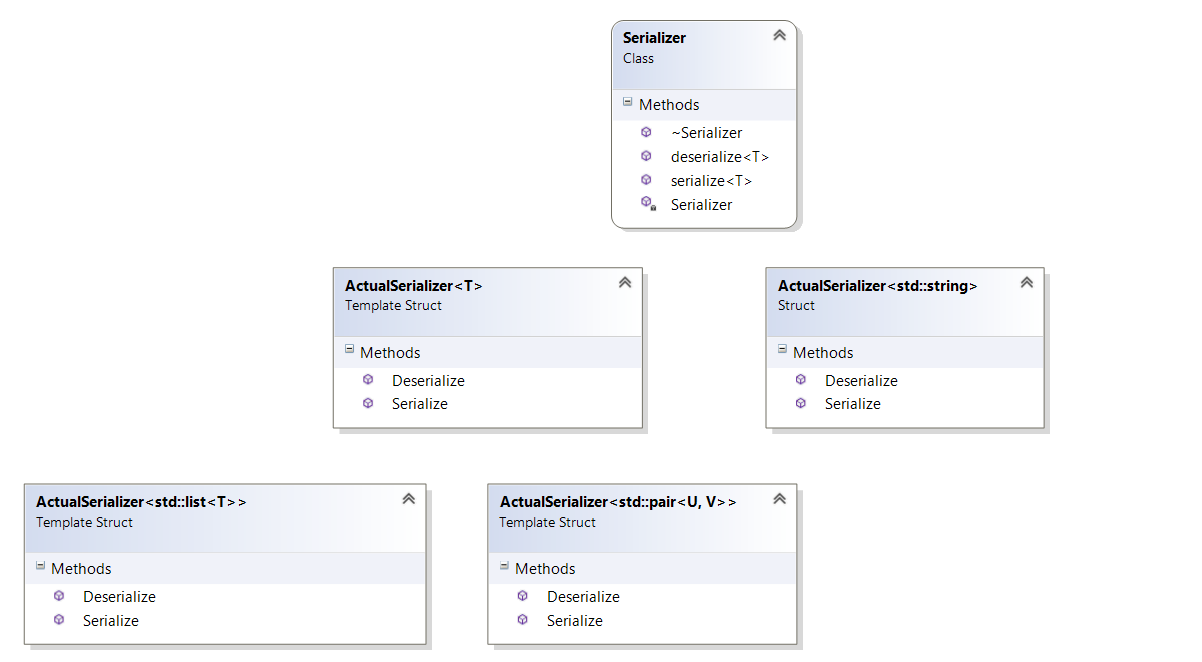 Serializer
Class
Methods
~Serializer
deserialize<T>
serialize<T>
Serializer
ActualSerializer<T>
Template Struct
Methods
Deserialize
Serialize
ActualSerializer<std::string>
Struct
Methods
Deserialize
Serialize
ActualSerializer<std::list<T>>
Template Struct
Methods
Deserialize
Serialize
ActualSerializer<std::pair<U, V>>
Template Struct
Methods
Deserialize
Serialize